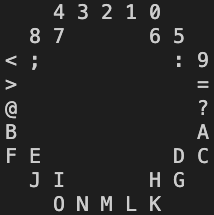 4 3 2 1 0
8 7 6 5
< ; : 9
> =
@ ?
B A
F E D C
J I H G
O N M L K